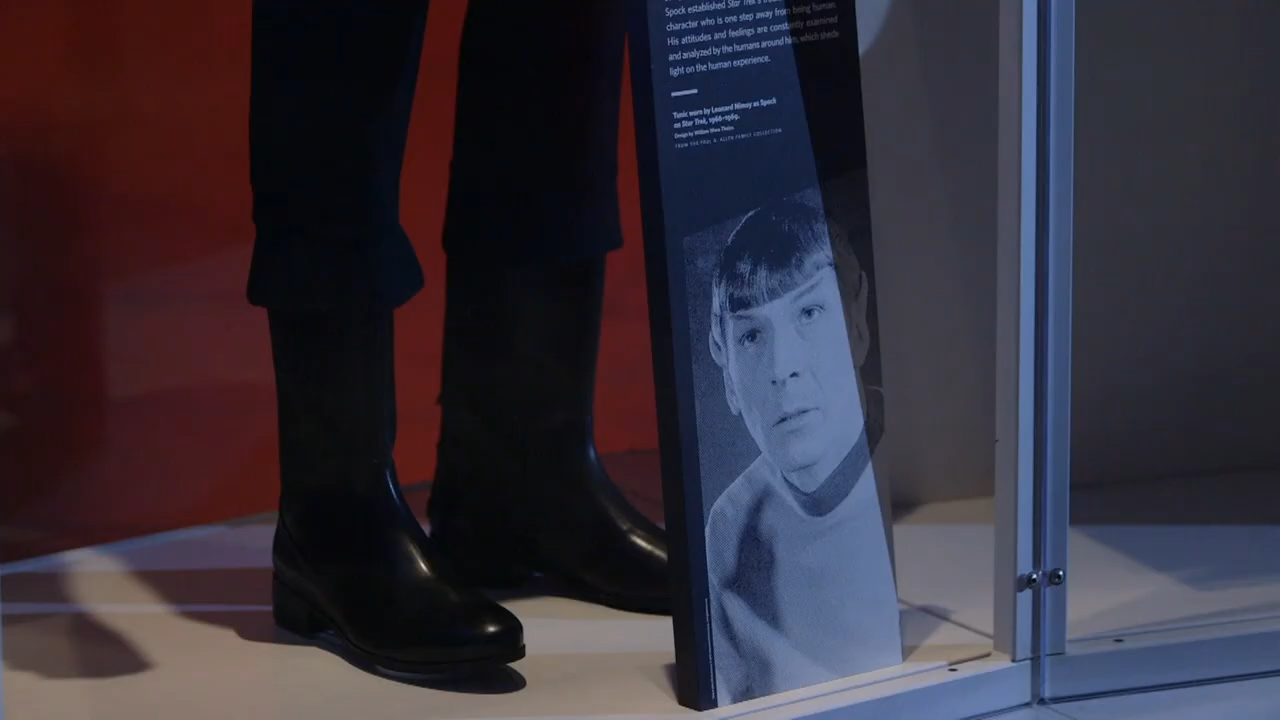 Spock established Star Trek's
character who is one step away from being human.
His attitudes and feelings are constantly examined
and analyzed by the humans around him, which sheds
light on the human experience.
Tunic worn by Leonard Nimoy as Spock
on Star Trek, 1966–1969.
Design by William Ware Theiss.
FROM THE PAUL G. ALLEN FAMILY COLLECTION